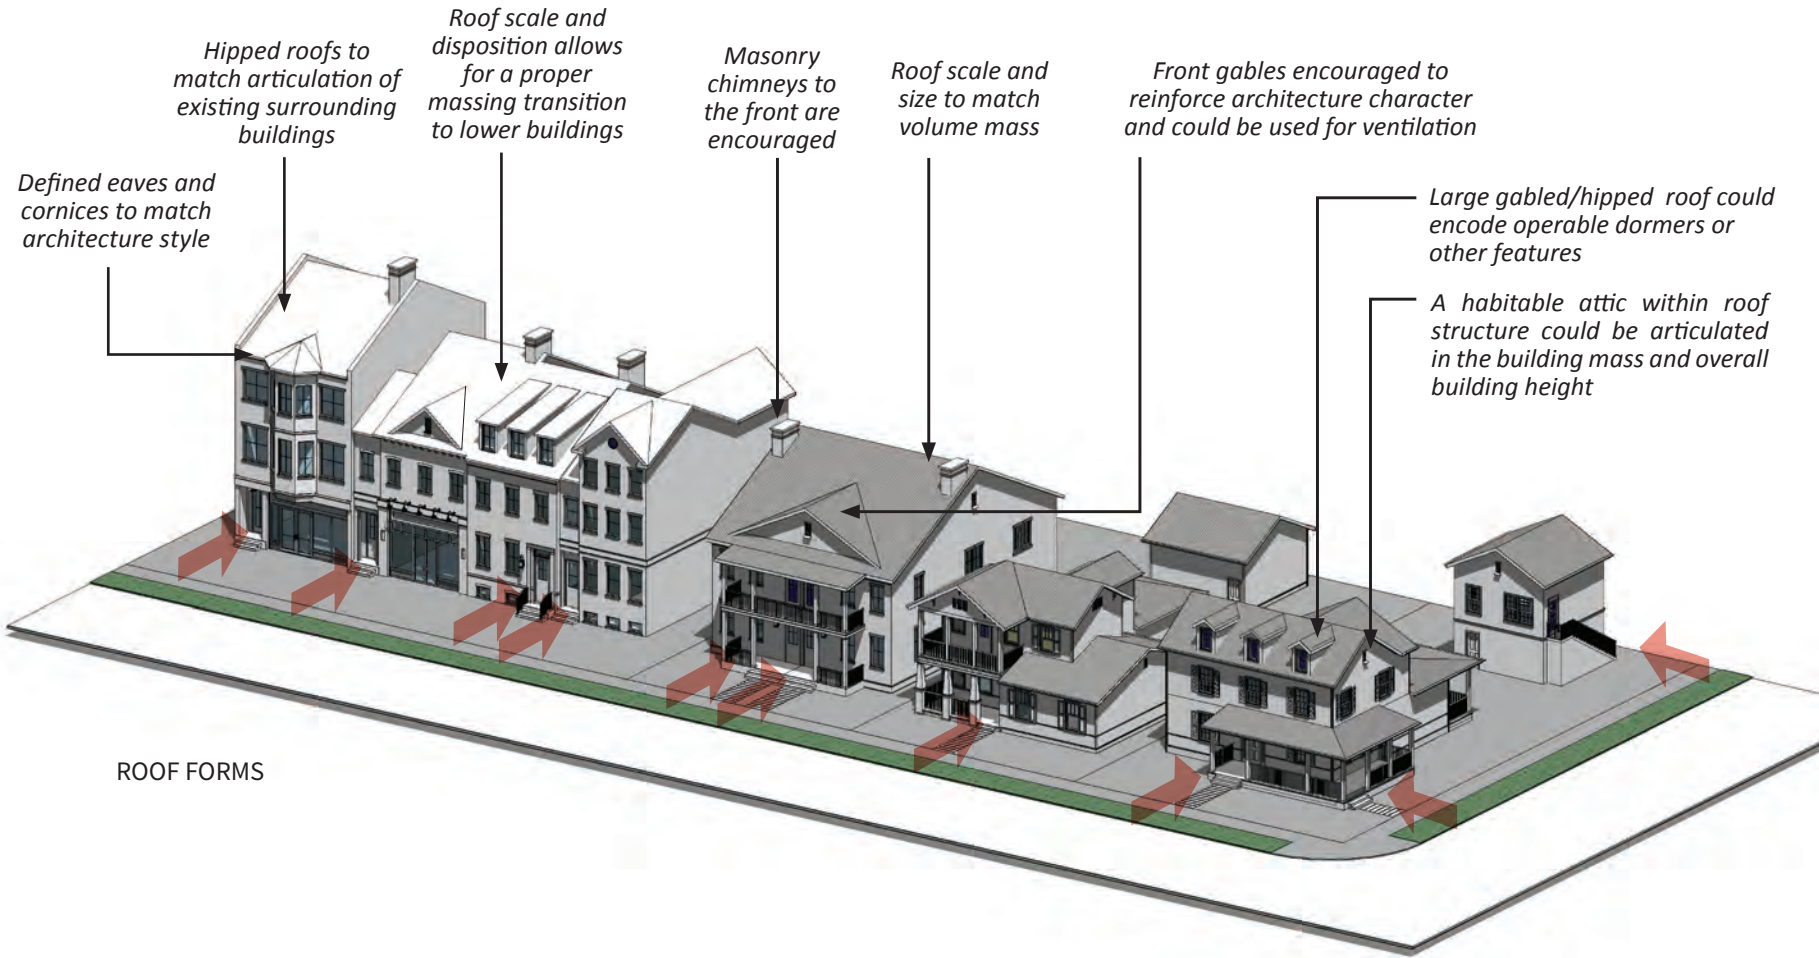 Roof scale and
disposition allows
for a proper
massing transition
to lower buildings
Hipped roofs to
match articulation of
existing surrounding
buildings
Masonry
chimneys to
the front are
encouraged
Roof scale and
size to match
volume mass
Front gables encouraged to
reinforce architecture character
and could be used for ventilation
Defined eaves and
cornices to match
architecture style
Large gabled/hipped roof could
encode operable dormers or
other features
A habitable attic within roof
structure could be articulated
in the building mass and overall
building height
ROOF FORMS